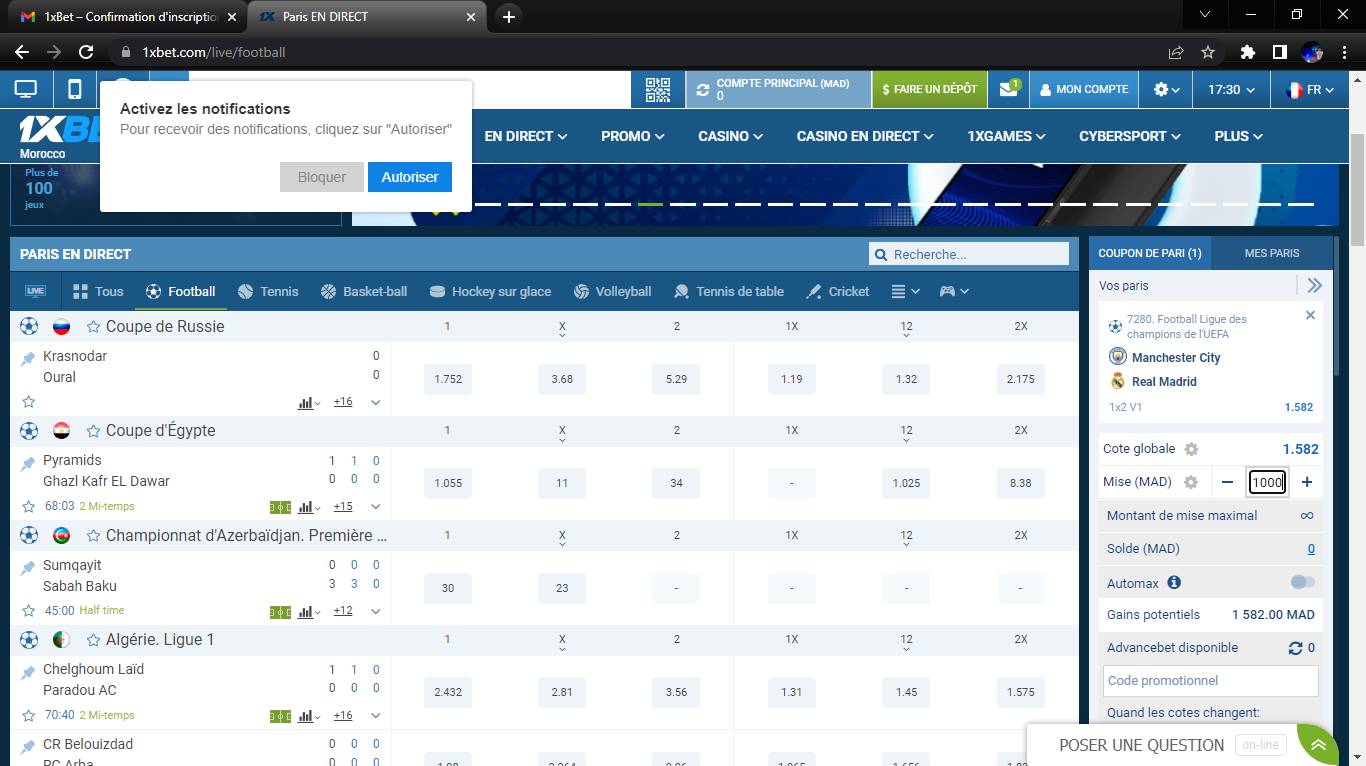 1xBet – Confirmation d'inscription
Paris EN DIRECT
1xbet.com/live/football
COMPTE PRINCIPAL (MAD)
0
$ FAIRE UN DÉPÔT
1
MON COMPTE
17:30
FR
Activez les notifications
Pour recevoir des notifications, cliquez sur "Autoriser"
Bloquer
Autoriser
1XBE
Morocco
EN DIRECT
PROMO
CASINO
CASINO EN DIRECT
1XGAMES
CYBERSPORT
PLUS
Plus de
100
jeux
PARIS EN DIRECT
Recherche...
LIVE
Tous
Football
Tennis
Basket-ball
Hockey sur glace
Volleyball
Tennis de table
Cricket
Coupe de Russie 1 X 2 1X 12 2X
Krasnodar 0
Oural 0
1.752 3.68 5.29 1.19 1.32 2.175
+16
Coupe d'Égypte 1 X 2 1X 12 2X
Pyramids 1 1 0
Ghazl Kafr EL Dawar 0 0 0
1.055 11 34 - 1.025 8.38
68:03 2 Mi-temps +15
Championnat d'Azerbaïdjan. Première ... 1 X 2 1X 12 2X
Sumqayit 0 0 0
Sabah Baku 3 3 0
30 23 - - - -
45:00 Half time +12
Algérie. Ligue 1 1 X 2 1X 12 2X
Chelghoum Laïd 1 1 0
Paradou AC 0 0 0
2.432 2.81 3.56 1.31 1.45 1.575
70:40 2 Mi-temps +16
CR Belouizdad 0 0 0
COUPON DE PARI (1)
MES PARIS
Vos paris
7280. Football Ligue des
champions de l'UEFA
Manchester City
Real Madrid
1x2 V1 1.582
Cote globale 1.582
Mise (MAD) − 1000 +
Montant de mise maximal ∞
Solde (MAD) 0
Automax
Gains potentiels 1 582.00 MAD
Advancebet disponible 0
Code promotionnel
Quand les cotes changent:
POSER UNE QUESTION on-line